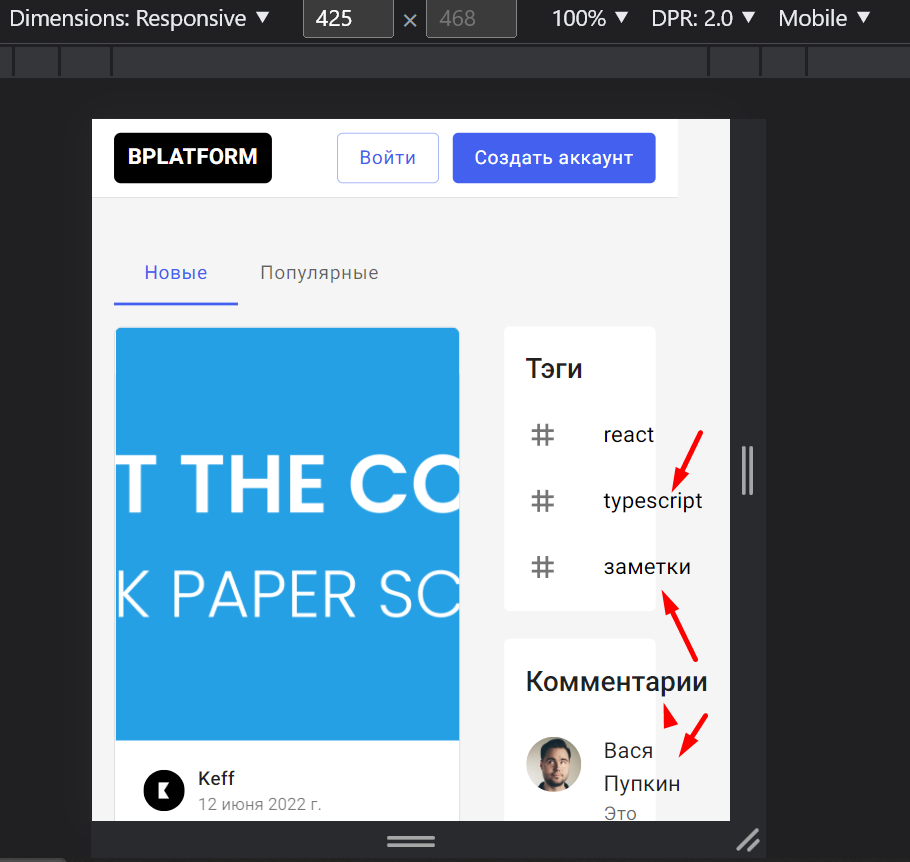 Dimensions: Responsive ▼ 425 × 468 100% ▼ DPR: 2.0 ▼ Mobile ▼
BPLATFORM Войти Создать аккаунт
Новые Популярные
T THE CO
K PAPER SC
Тэги
react
typescript
заметки
Комментарии
Вася
Пупкин
Это
Keff
12 июня 2022 г.